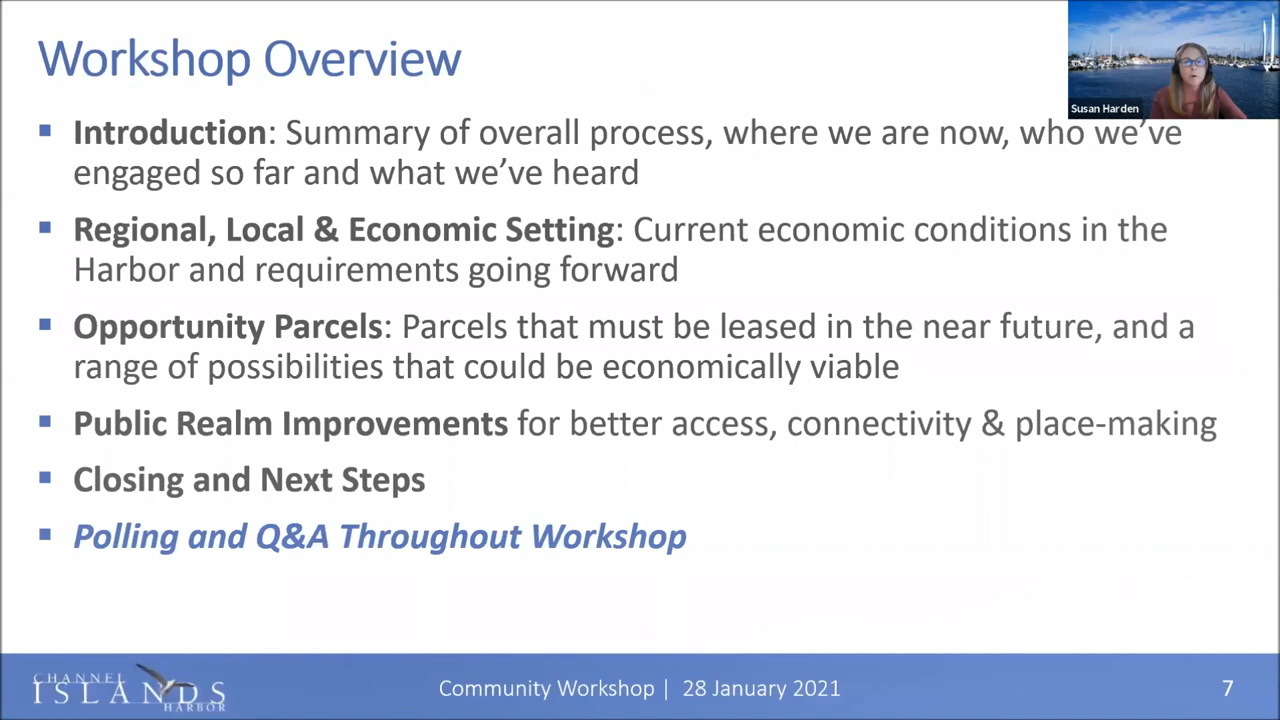 Workshop Overview
Susan Harden
Introduction: Summary of overall process, where we are now, who we've
engaged so far and what we've heard
Regional, Local & Economic Setting: Current economic conditions in the
Harbor and requirements going forward
Opportunity Parcels: Parcels that must be leased in the near future, and a
range of possibilities that could be economically viable
Public Realm Improvements for better access, connectivity & place-making
Closing and Next Steps
Polling and Q&A Throughout Workshop
CHANNEL
ISLANDS
HARBOR
Community Workshop | 28 January 2021
7